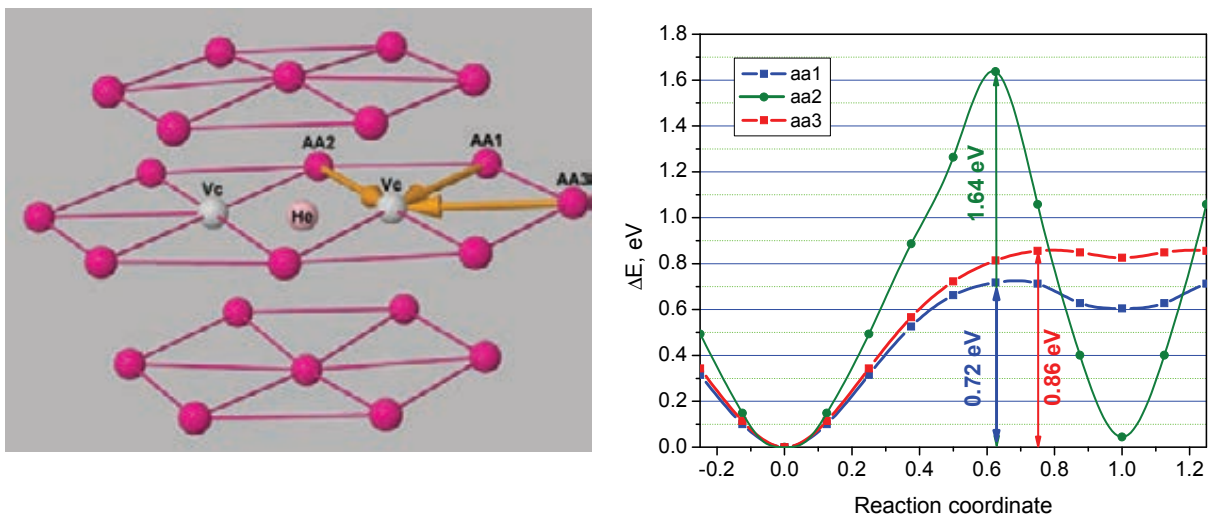 AA2
AA1
Vc
Vc
AA3
He
1.8
1.6
1.4
1.2
1.0
0.8
0.6
0.4
0.2
0.0
ΔE, eV
aa1
aa2
aa3
1.64 eV
0.72 eV
0.86 eV
-0.2 0.0 0.2 0.4 0.6 0.8 1.0 1.2
Reaction coordinate